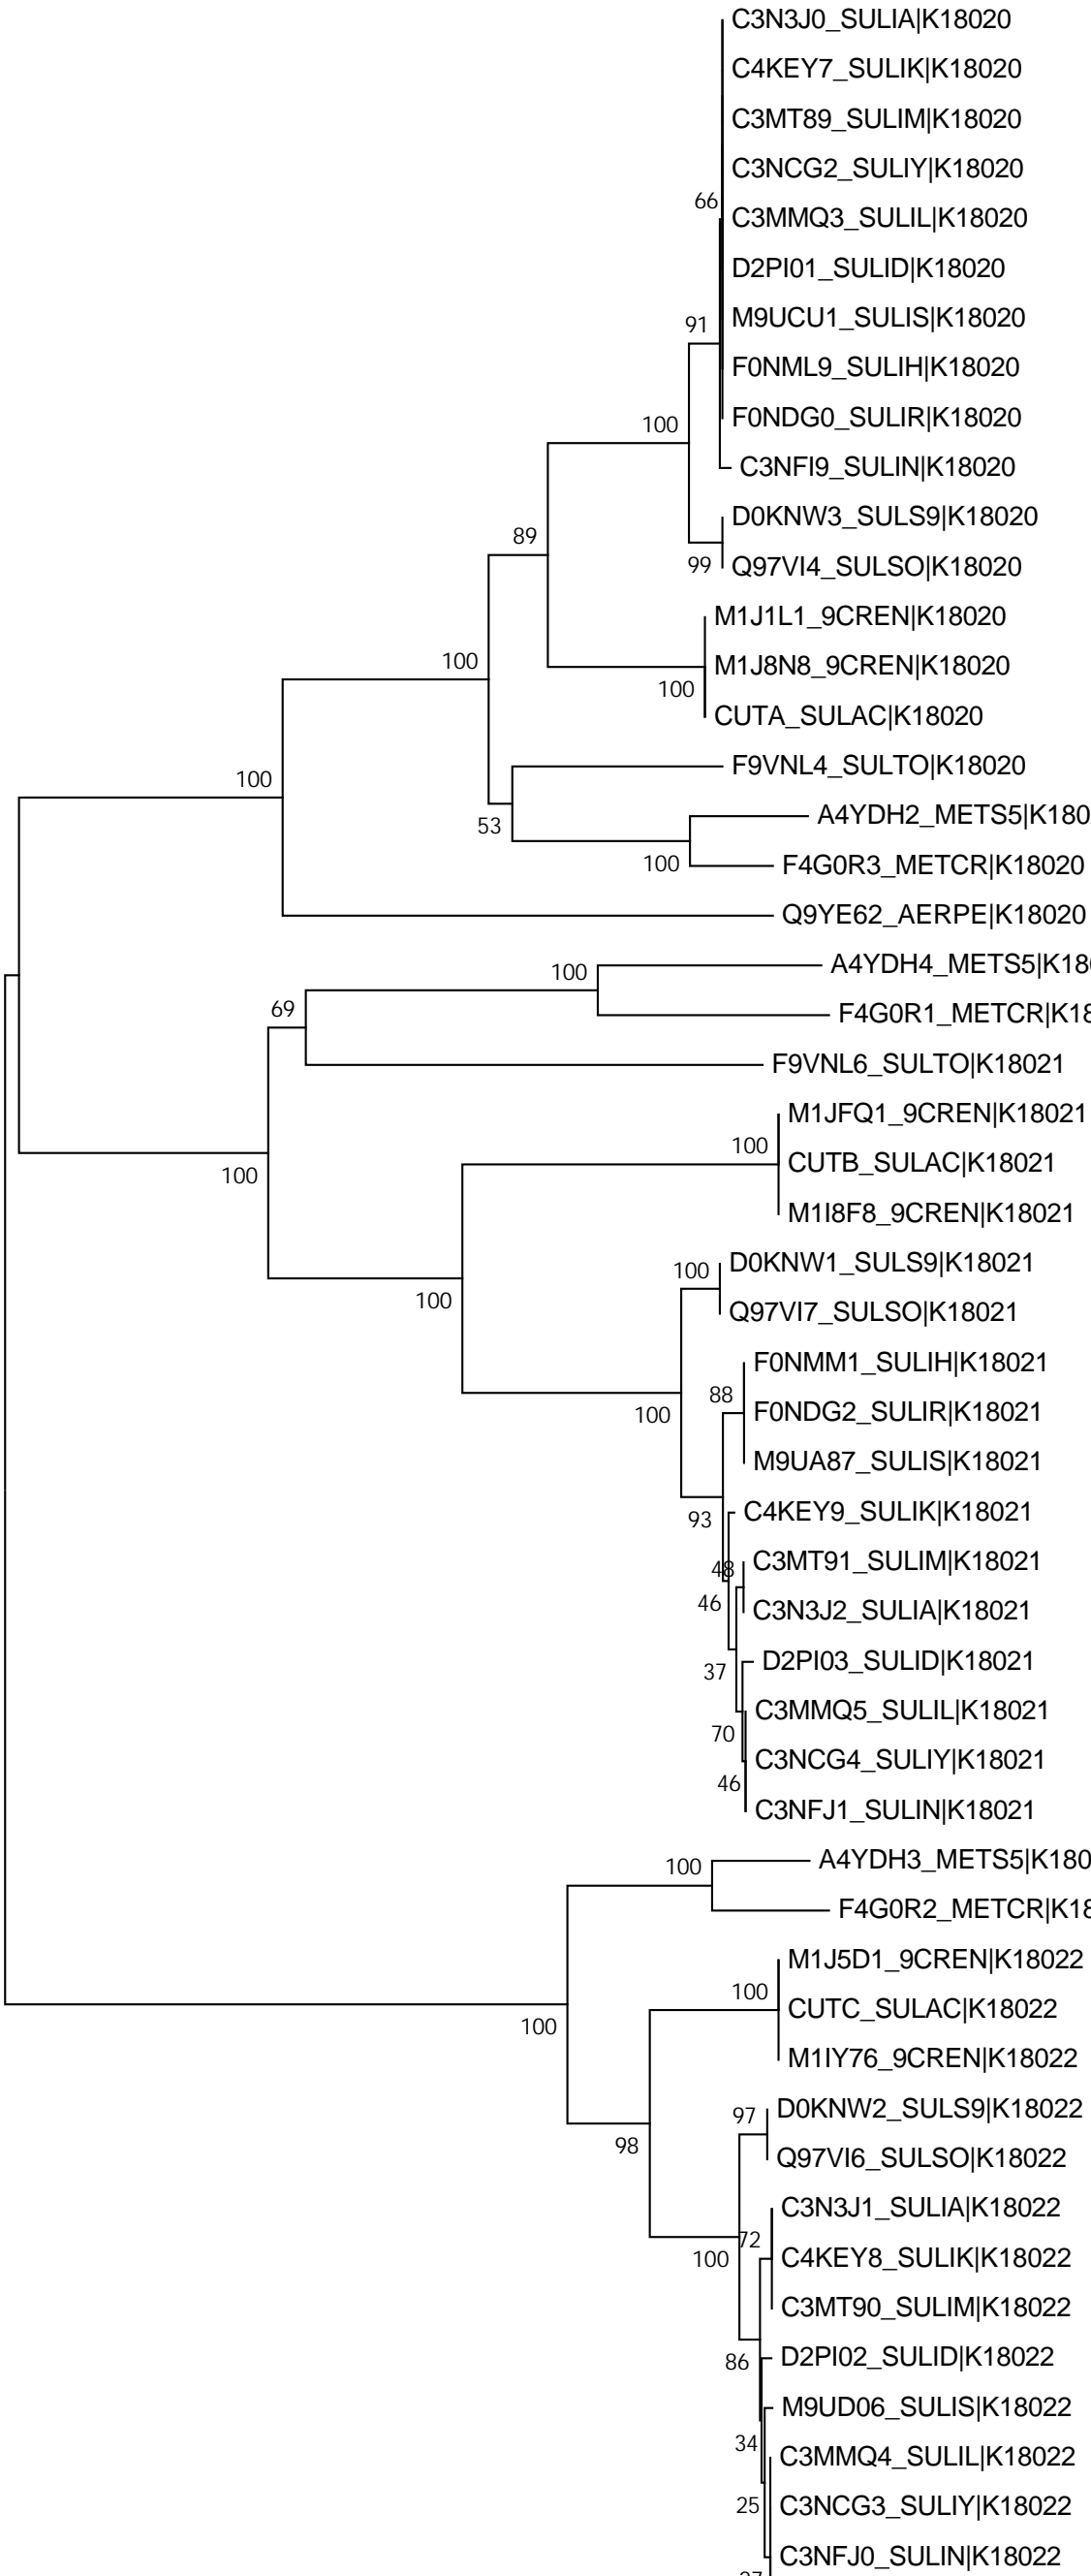 C3N3J0_SULIA|K18020
C4KEY7_SULIK|K18020
C3MT89_SULIM|K18020
C3NCG2_SULIY|K18020
66
C3MMQ3_SULIL|K18020
D2PI01_SULID|K18020
M9UCU1_SULIS|K18020
91
F0NML9_SULIH|K18020
F0NDG0_SULIR|K18020
100
C3NFI9_SULIN|K18020
D0KNW3_SULS9|K18020
89
99
Q97VI4_SULSO|K18020
M1J1L1_9CREN|K18020
100
M1J8N8_9CREN|K18020
100
CUTA_SULAC|K18020
F9VNL4_SULTO|K18020
100
A4YDH2_METS5|K180
53
F4G0R3_METCR|K18020
100
Q9YE62_AERPE|K18020
A4YDH4_METS5|K18
100
F4G0R1_METCR|K18
69
F9VNL6_SULTO|K18021
M1JFQ1_9CREN|K18021
100
CUTB_SULAC|K18021
100
M1I8F8_9CREN|K18021
D0KNW1_SULS9|K18021
100
100
Q97VI7_SULSO|K18021
F0NMM1_SULIH|K18021
88
F0NDG2_SULIR|K18021
100
M9UA87_SULIS|K18021
C4KEY9_SULIK|K18021
93
C3MT91_SULIM|K18021
48
C3N3J2_SULIA|K18021
46
D2PI03_SULID|K18021
37
C3MMQ5_SULIL|K18021
70
C3NCG4_SULIY|K18021
46
C3NFJ1_SULIN|K18021
A4YDH3_METS5|K180
100
F4G0R2_METCR|K18
M1J5D1_9CREN|K18022
100
CUTC_SULAC|K18022
100
M1IY76_9CREN|K18022
D0KNW2_SULS9|K18022
97
98
Q97VI6_SULSO|K18022
C3N3J1_SULIA|K18022
72
C4KEY8_SULIK|K18022
100
C3MT90_SULIM|K18022
D2PI02_SULID|K18022
86
M9UD06_SULIS|K18022
34
C3MMQ4_SULIL|K18022
25
C3NCG3_SULIY|K18022
C3NFJ0_SULIN|K18022